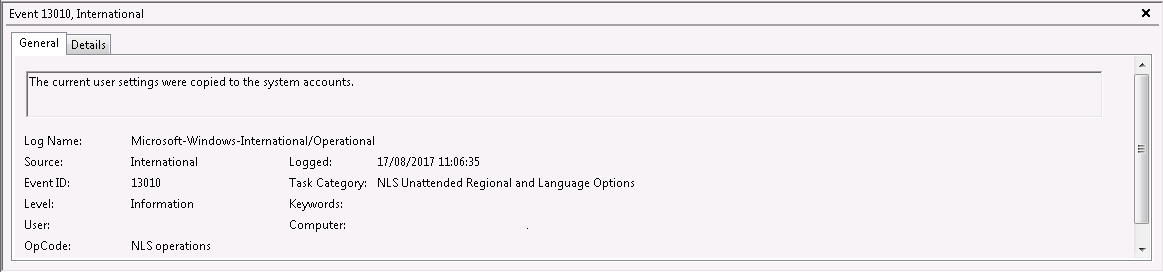 Event 13010, International
General Details
The current user settings were copied to the system accounts.
Log Name: Microsoft-Windows-International/Operational
Source: International Logged: 17/08/2017 11:06:35
Event ID: 13010 Task Category: NLS Unattended Regional and Language Options
Level: Information Keywords:
User: Computer: .
OpCode: NLS operations